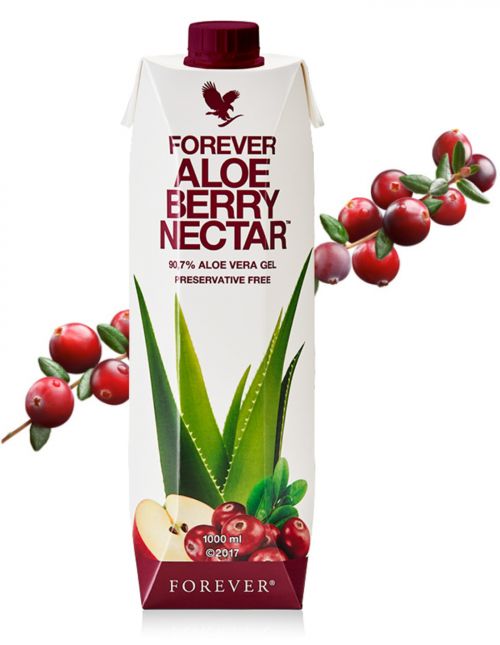 FOREVER
ALOE
BERRY
NECTAR™
90,7% ALOE VERA GEL
PRESERVATIVE FREE
1000 ml
©2017
FOREVER®